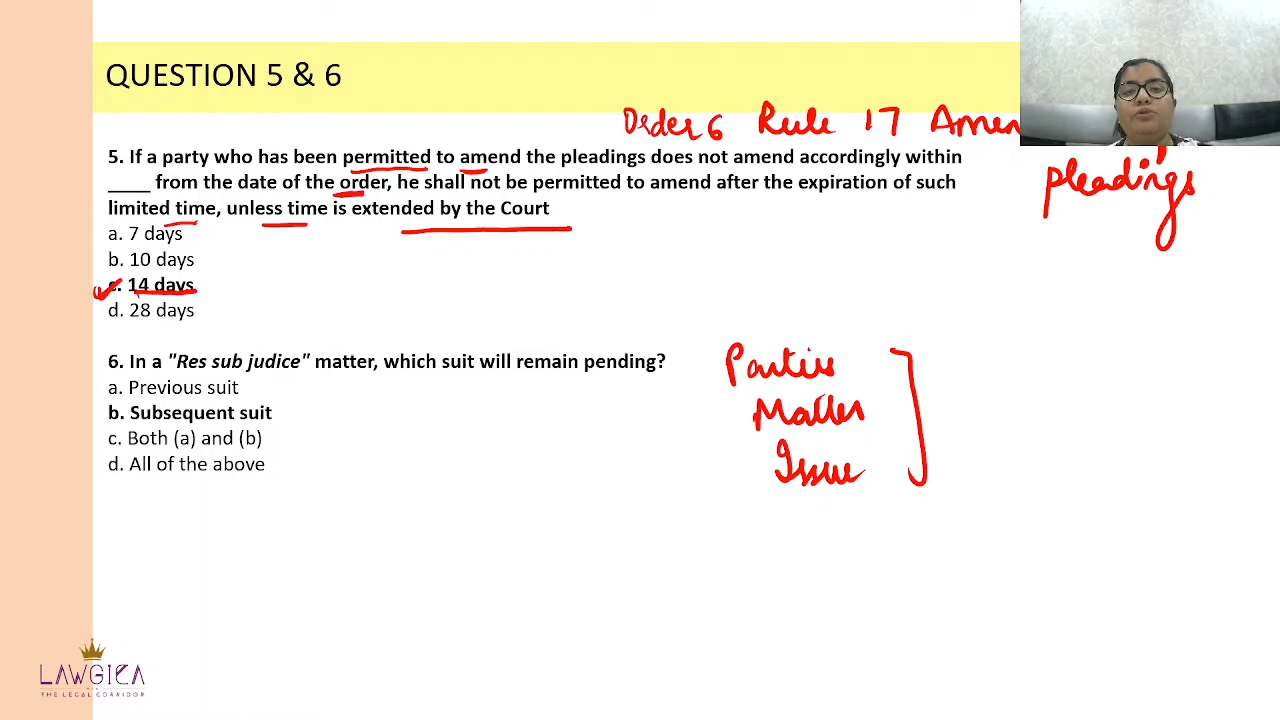 QUESTION 5 & 6
Order 6 Rule 17 Amen
pleadings
5. If a party who has been permitted to amend the pleadings does not amend accordingly within
____ from the date of the order, he shall not be permitted to amend after the expiration of such
limited time, unless time is extended by the Court
a. 7 days
b. 10 days
c. 14 days
d. 28 days
6. In a "Res sub judice" matter, which suit will remain pending?
a. Previous suit
b. Subsequent suit
c. Both (a) and (b)
d. All of the above
Parties
Matter
Issue
LAWGICA
THE LEGAL CORRIDOR